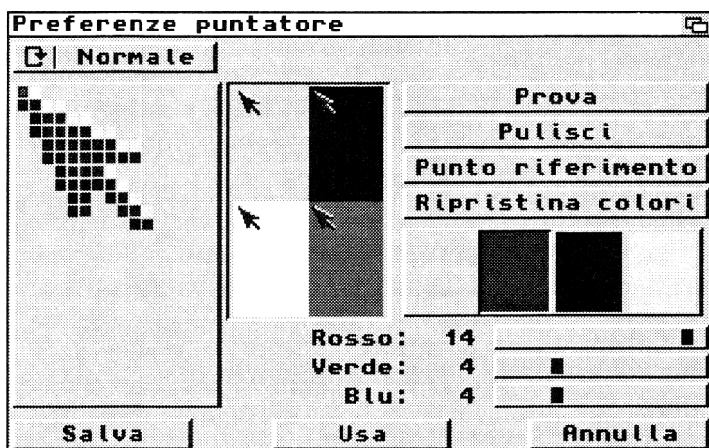 Preferenze puntatore
Normale
Prova
Pulisci
Punto riferimento
Ripristina colori
Rosso: 14
Verde: 4
Blu: 4
Salva Usa Annulla